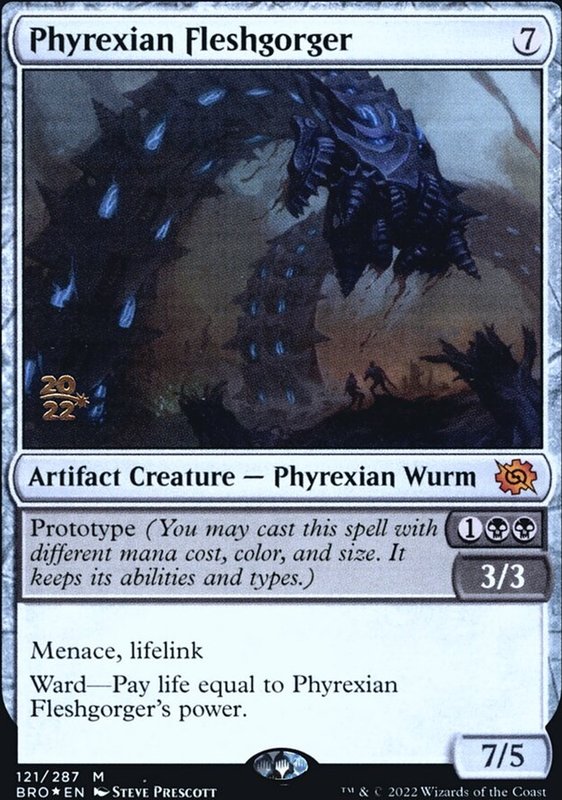 Phyrexian Fleshgorger 7
20
22
Artifact Creature — Phyrexian Wurm
Prototype (You may cast this spell with
different mana cost, color, and size. It
keeps its abilities and types.)
1
3/3
Menace, lifelink
Ward—Pay life equal to Phyrexian
Fleshgorger's power.
7/5
121/287 M
BRO★EN Steve Prescott
™ & © 2022 Wizards of the Coast